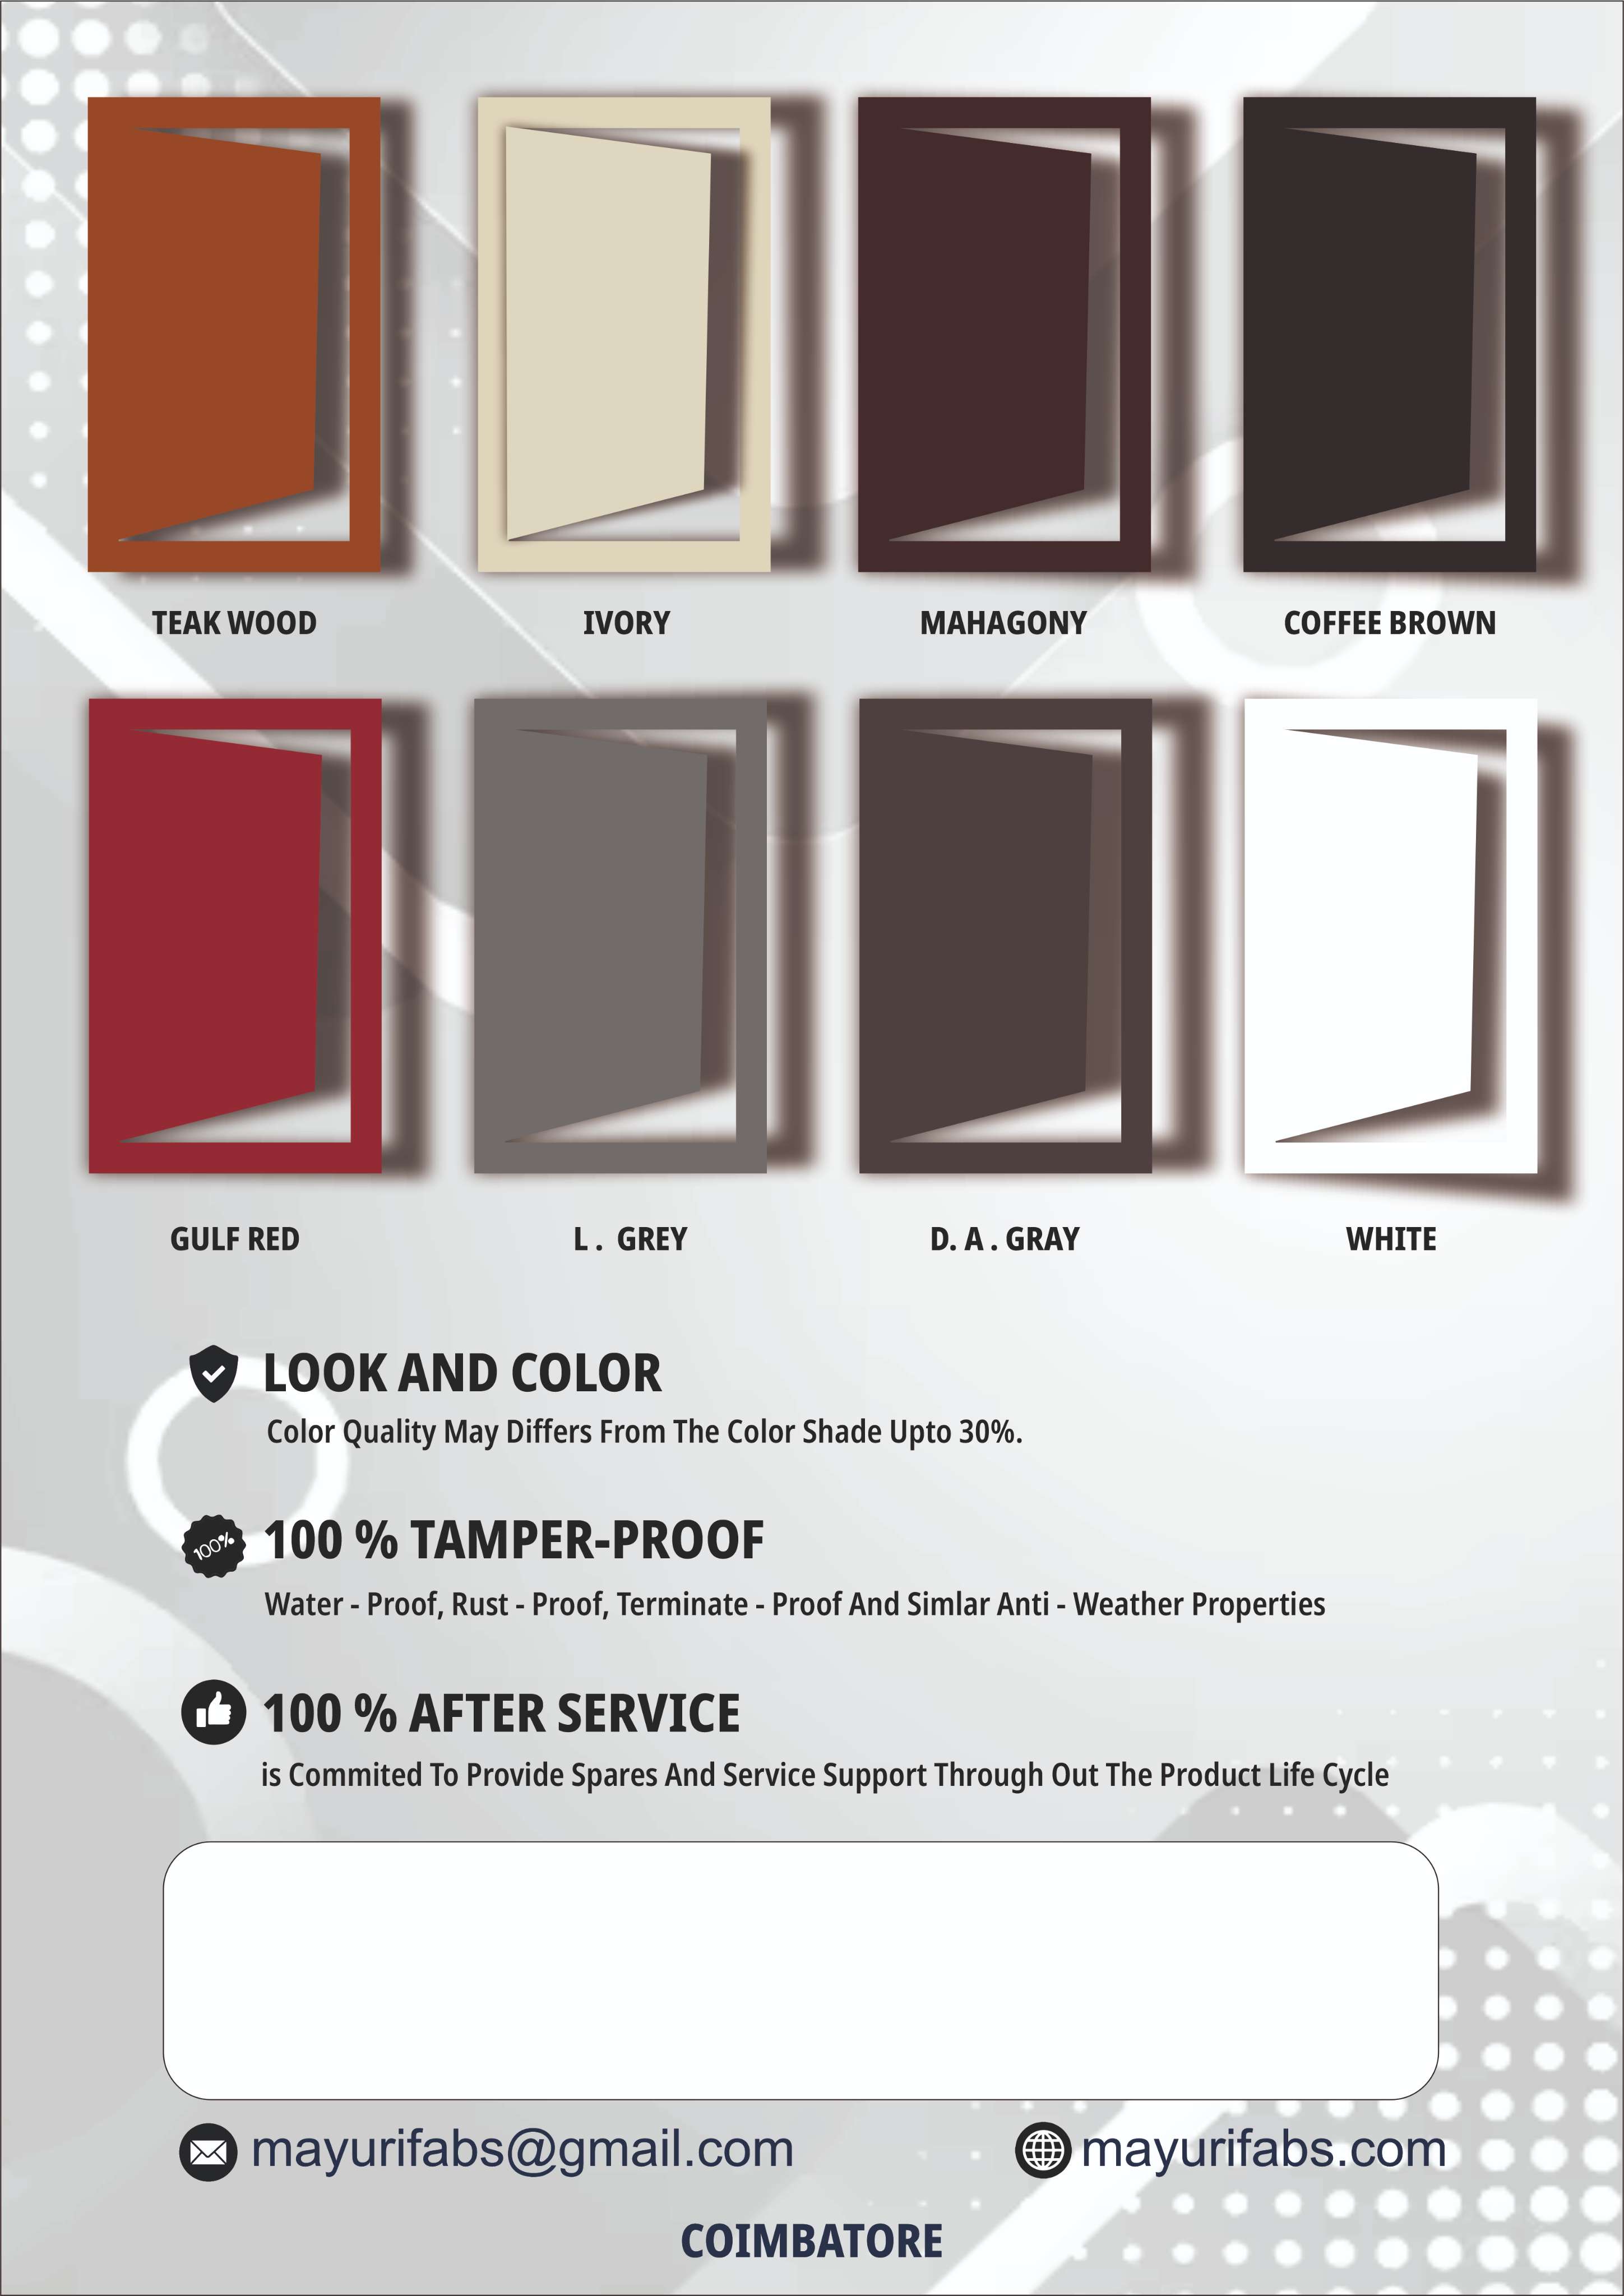 TEAK WOOD IVORY MAHAGONY COFFEE BROWN
GULF RED L . GREY D. A . GRAY WHITE
LOOK AND COLOR
Color Quality May Differs From The Color Shade Upto 30%.
100% 100 % TAMPER-PROOF
Water - Proof, Rust - Proof, Terminate - Proof And Simlar Anti - Weather Properties
100 % AFTER SERVICE
is Commited To Provide Spares And Service Support Through Out The Product Life Cycle
mayurifabs@gmail.com mayurifabs.com
COIMBATORE